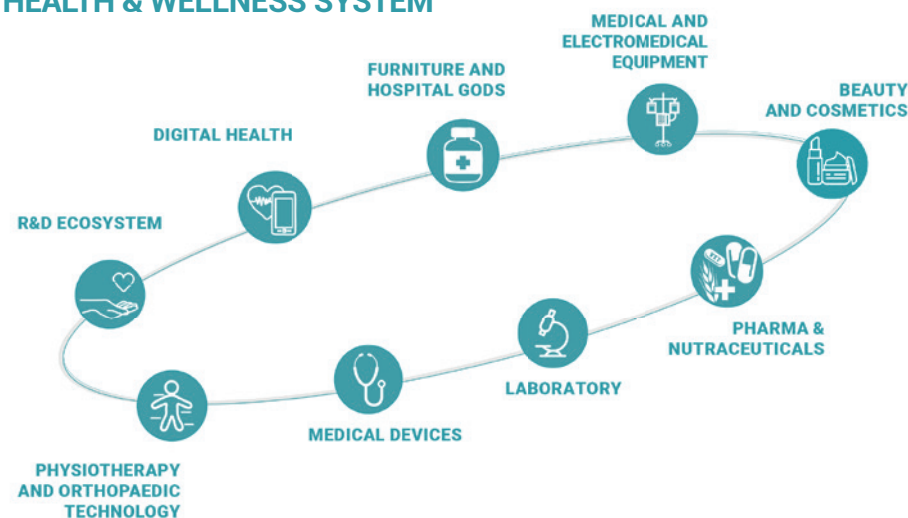 HEALTH & WELLNESS SYSTEM
MEDICAL AND
ELECTROMEDICAL
EQUIPMENT
FURNITURE AND
HOSPITAL GODS
BEAUTY
AND COSMETICS
DIGITAL HEALTH
R&D ECOSYSTEM
PHARMA &
NUTRACEUTICALS
LABORATORY
MEDICAL DEVICES
PHYSIOTHERAPY
AND ORTHOPAEDIC
TECHNOLOGY